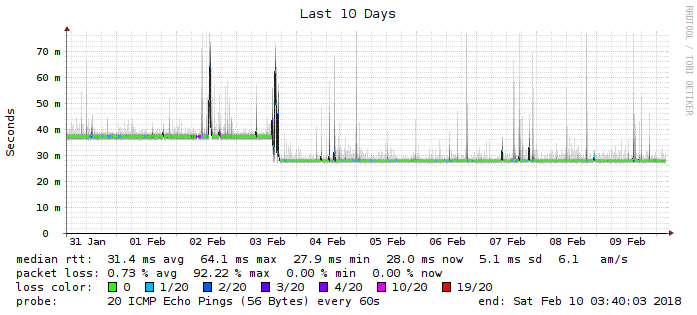 Last 10 Days
RRDTOOL / TOBI OETIKER
Seconds
70 m
60 m
50 m
40 m
30 m
20 m
10 m
0
31 Jan 01 Feb 02 Feb 03 Feb 04 Feb 05 Feb 06 Feb 07 Feb 08 Feb 09 Feb
median rtt: 31.4 ms avg 64.1 ms max 27.9 ms min 28.0 ms now 5.1 ms sd 6.1 am/s
packet loss: 0.73 % avg 92.22 % max 0.00 % min 0.00 % now
loss color: 0 1/20 2/20 3/20 4/20 10/20 19/20
probe: 20 ICMP Echo Pings (56 Bytes) every 60s end: Sat Feb 10 03:40:03 2018